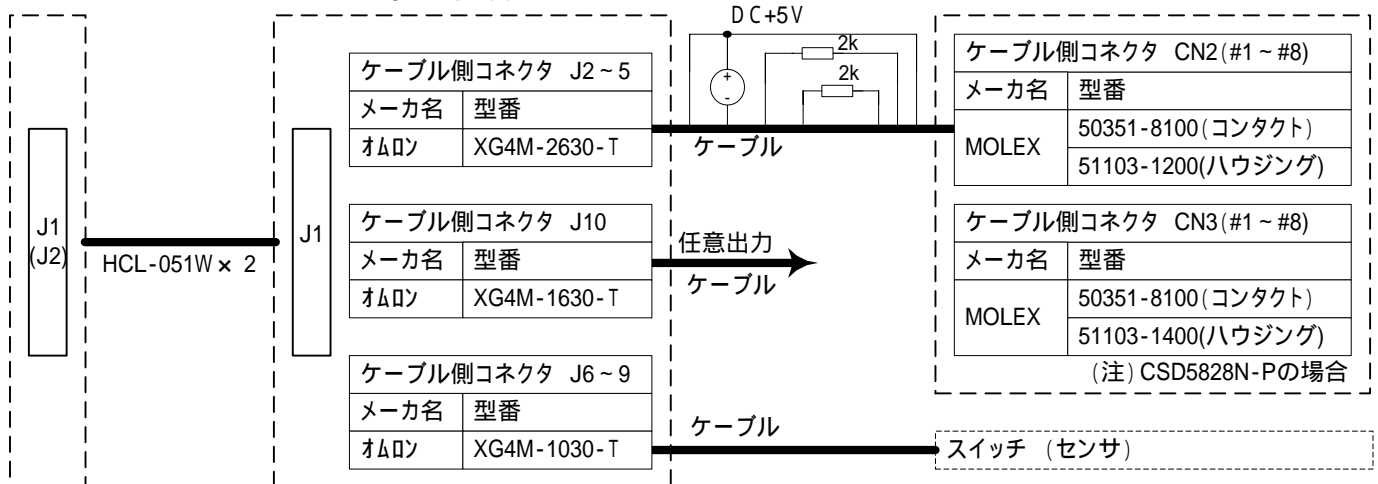 DC+5V
2k
2k
J1
(J2)
HCL-051W × 2
J1
ケーブル側コネクタ J2~5
メーカ名 型番
オムロン XG4M-2630-T
ケーブル
ケーブル側コネクタ J10
メーカ名 型番
オムロン XG4M-1630-T
任意出力
ケーブル
ケーブル側コネクタ J6~9
メーカ名 型番
オムロン XG4M-1030-T
ケーブル
ケーブル側コネクタ CN2(#1~#8)
メーカ名 型番
MOLEX
50351-8100(コンタクト)
51103-1200(ハウジング)
ケーブル側コネクタ CN3(#1~#8)
メーカ名 型番
MOLEX
50351-8100(コンタクト)
51103-1400(ハウジング)
(注)CSD5828N-Pの場合
スイッチ (センサ)